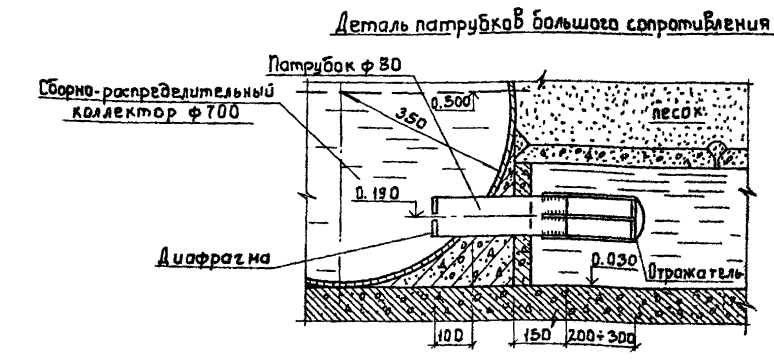 Деталь патрубков большого сопротивления
Патрубок ф 80
Сборно-распределительный
коллектор ф 700
0.500
350
песок
0.190
Диафрагма
0.030
Отражатель
100
150
200÷300